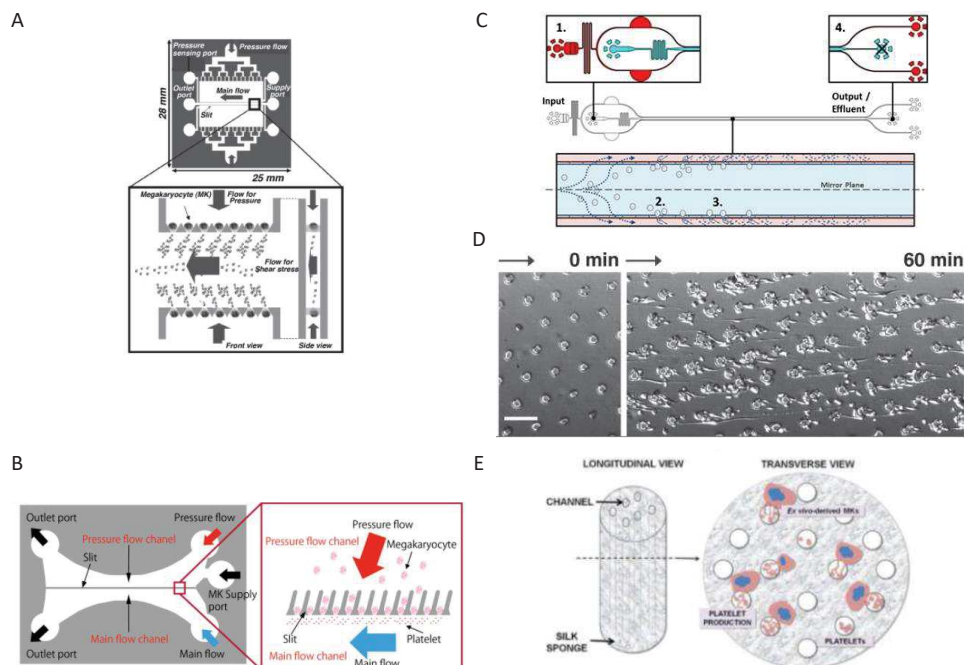 A
Pressure
sensing port
Pressure flow
Outlet
port
Main flow
Supply
port
Slit
28 mm
25 mm
Megakaryocyte (MK)
Flow for
Pressure
Flow for
Shear stress
Front view
Side view
B
Outlet port
Pressure flow
Pressure flow chanel
Slit
MK Supply
port
Main flow chanel
Outlet port
Main flow
Pressure flow
Pressure flow chanel
Megakaryocyte
Slit
Platelet
Main flow chanel
Main flow
C
1.
4.
Input
Output /
Effluent
Mirror Plane
2.
3.
D
0 min
60 min
E
LONGITUDINAL VIEW
TRANSVERSE VIEW
CHANNEL
Ex vivo-derived MKs
PLATELET
PRODUCTION
PLATELETs
SILK
SPONGE